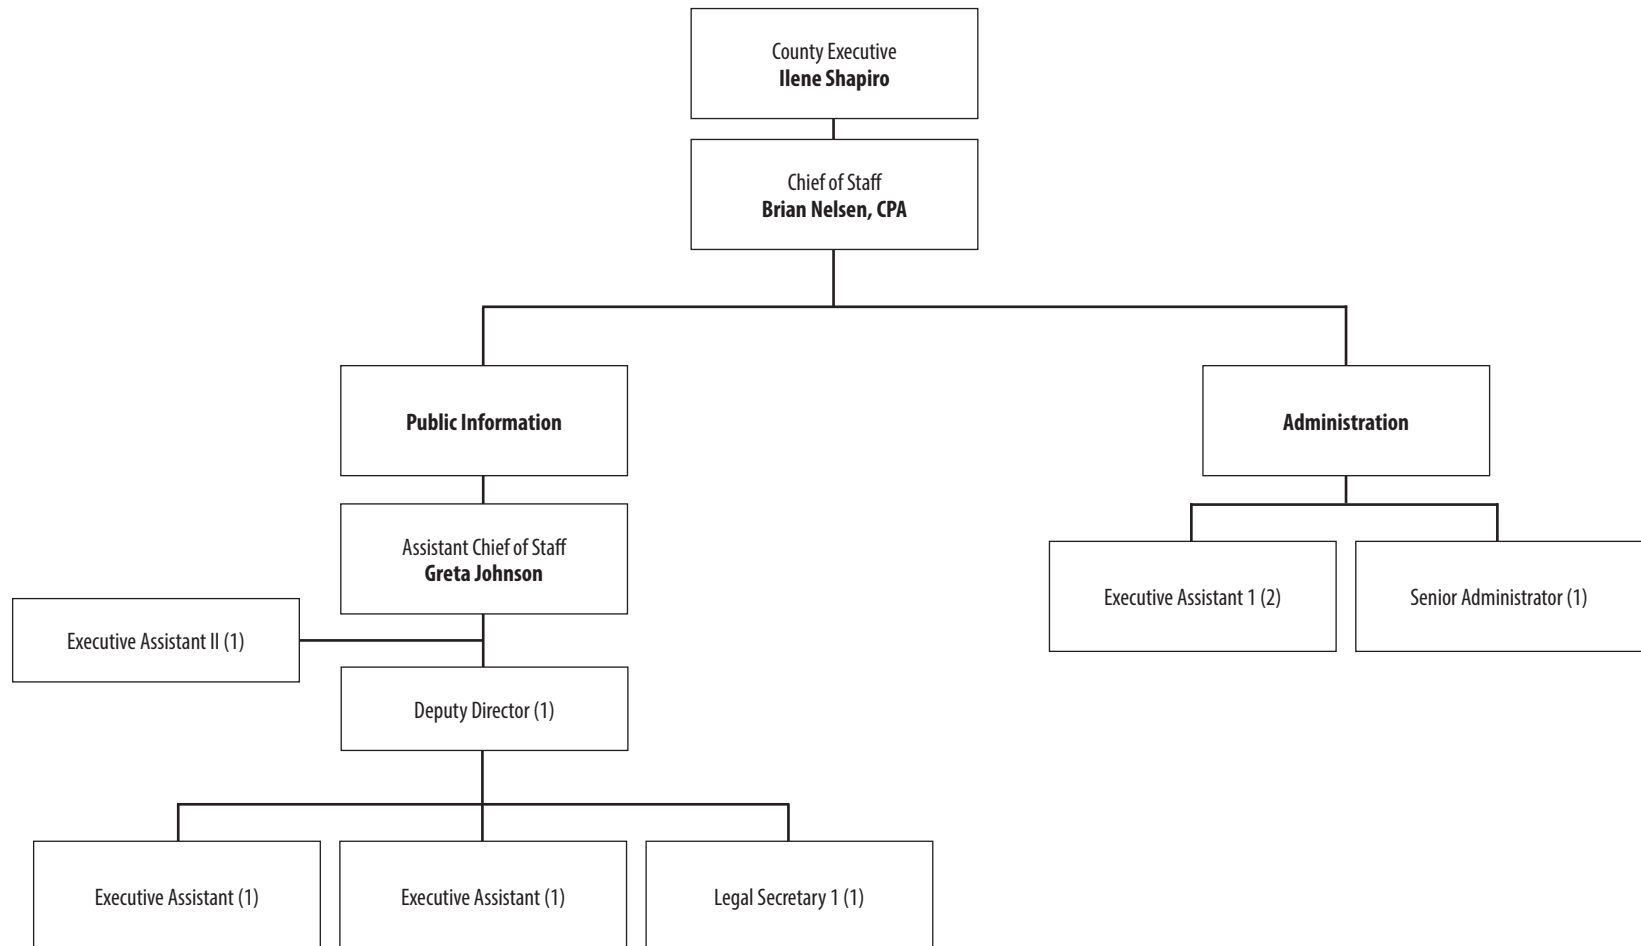 County Executive
Ilene Shapiro
Chief of Staff
Brian Nelsen, CPA
Public Information
Administration
Assistant Chief of Staff
Greta Johnson
Executive Assistant 1 (2)
Senior Administrator (1)
Executive Assistant II (1)
Deputy Director (1)
Executive Assistant (1)
Executive Assistant (1)
Legal Secretary 1 (1)